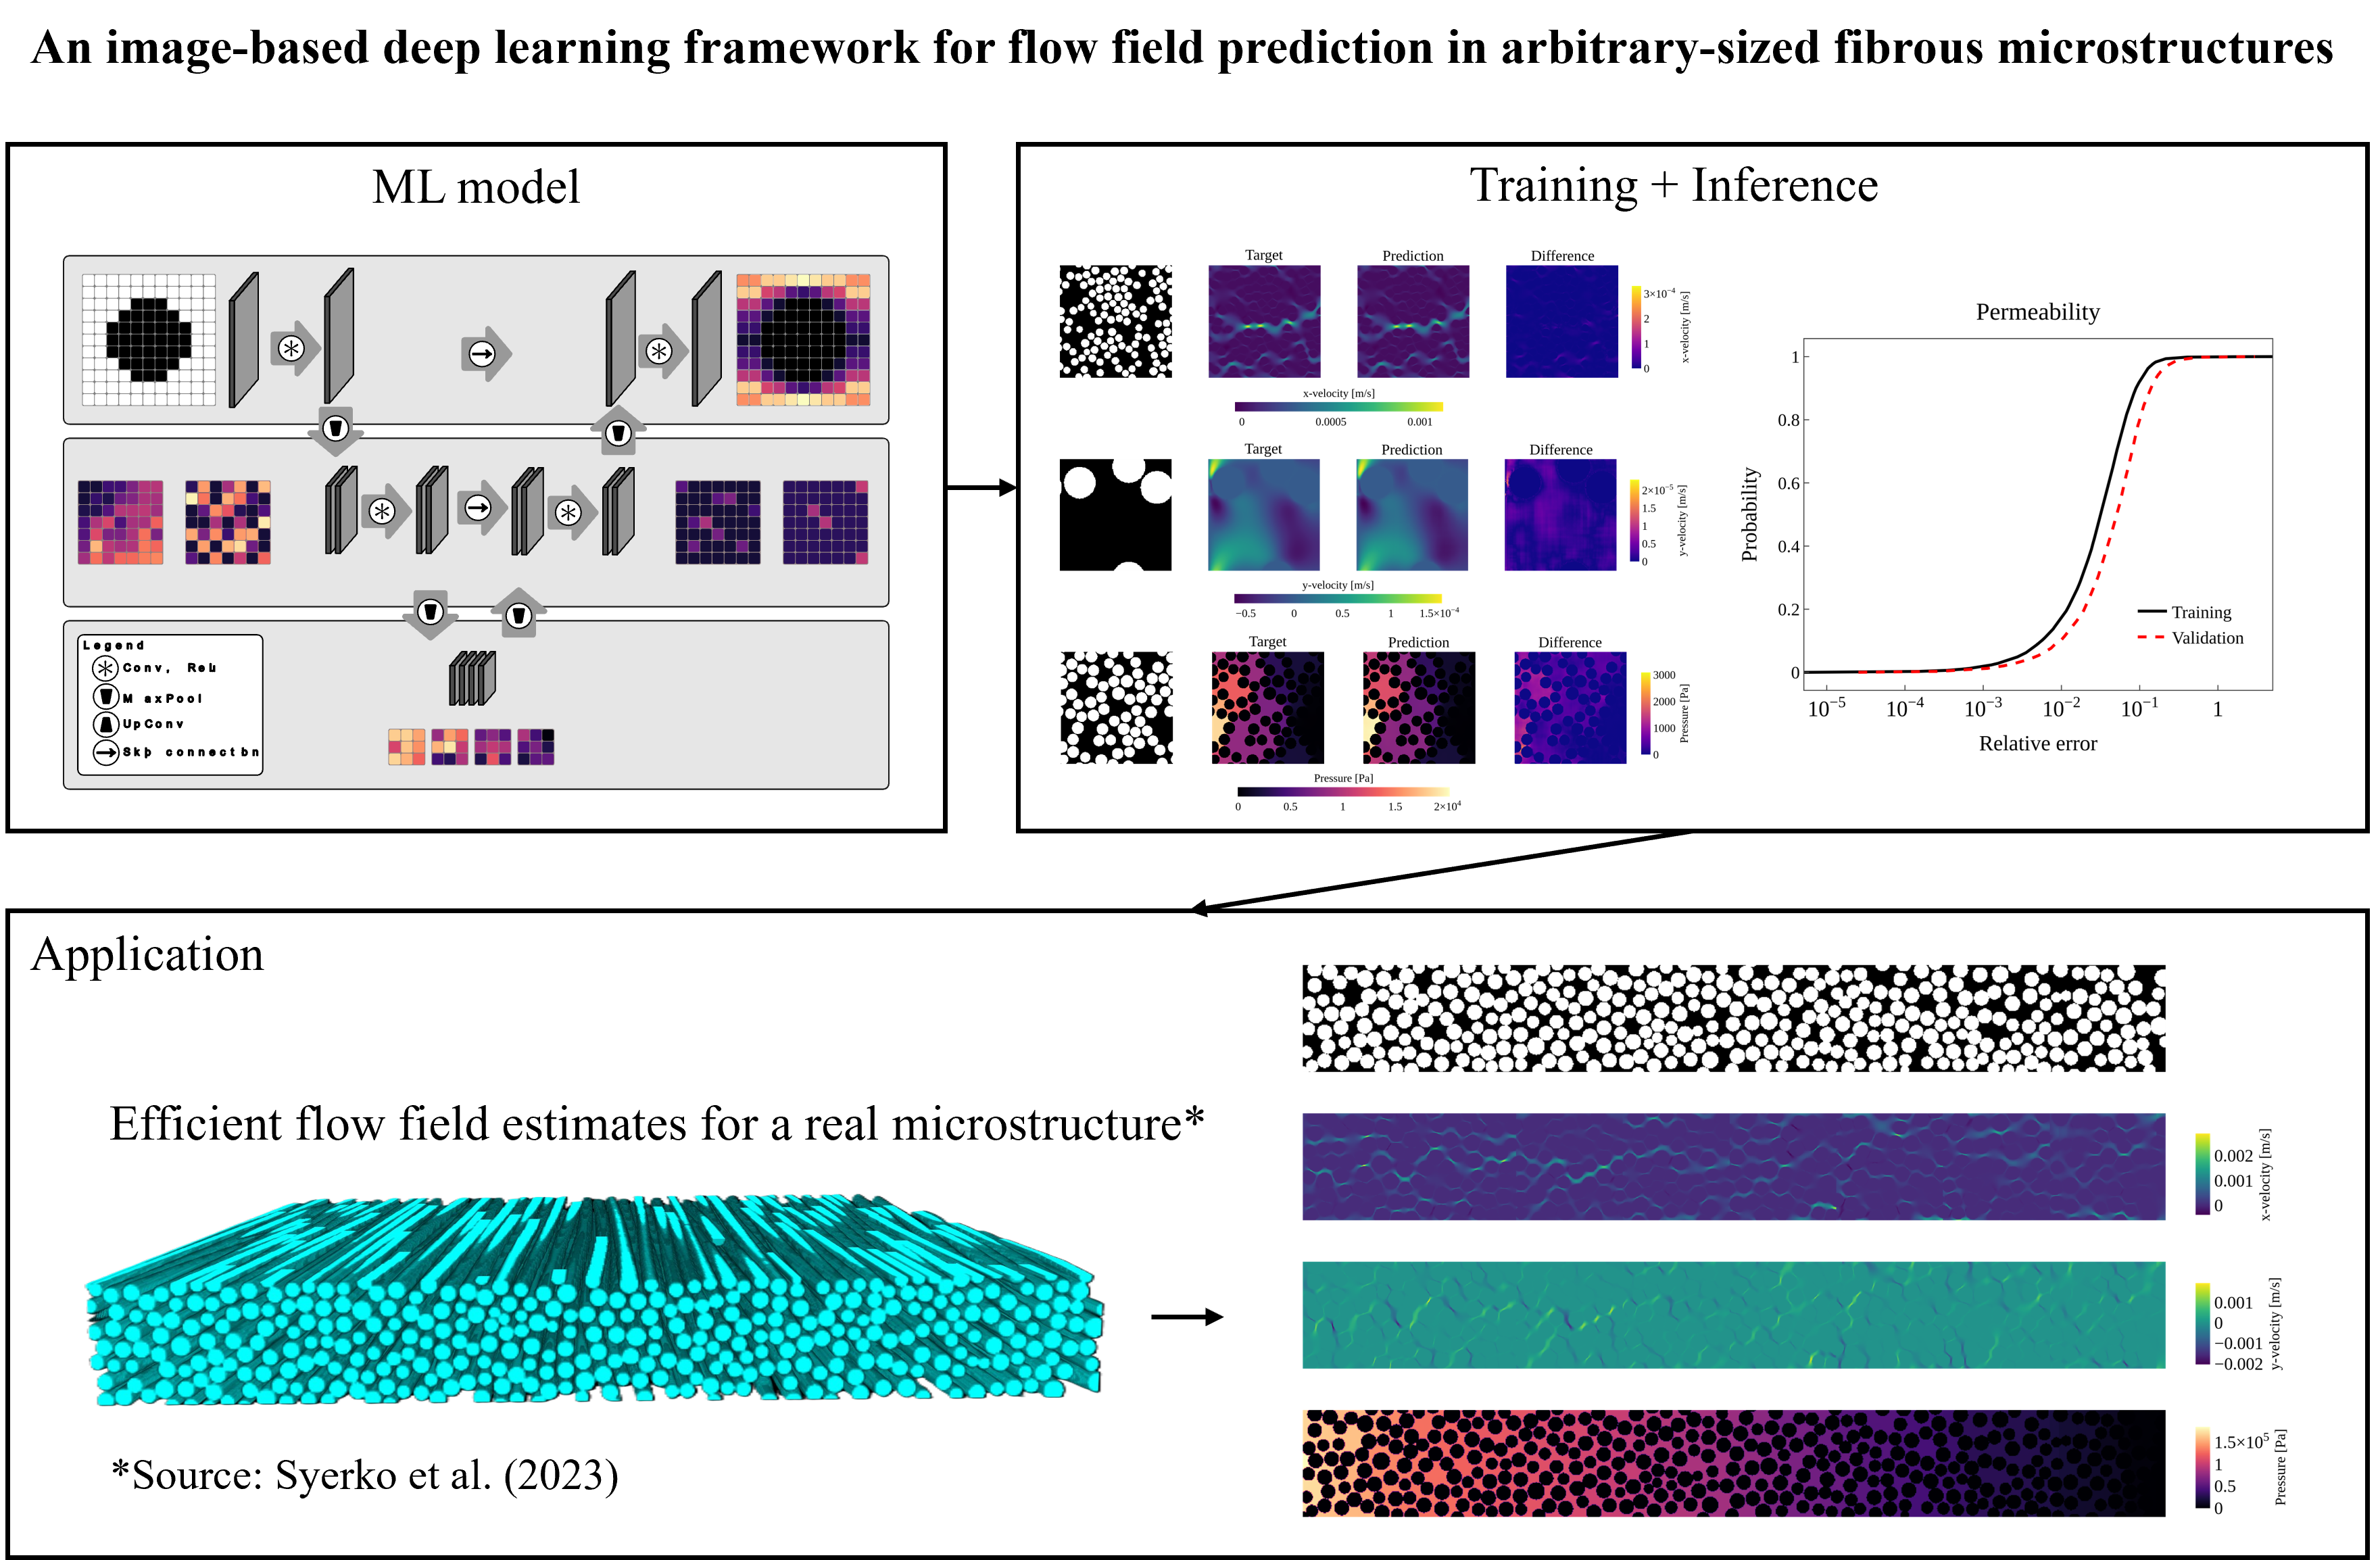 An image-based deep learning framework for flow field prediction in arbitrary-sized fibrous microstructures
ML model
Legend
Conv, Relu
MaxPool
UpConv
Skip connection
Training + Inference
Target Prediction Difference
3×10⁻⁴
2
1
0
x-velocity [m/s]
x-velocity [m/s]
0 0.0005 0.001
Target Prediction Difference
2×10⁻⁵
1.5
1
0.5
0
y-velocity [m/s]
y-velocity [m/s]
−0.5 0 0.5 1 1.5×10⁻⁴
Target Prediction Difference
3000
2000
1000
0
Pressure [Pa]
Pressure [Pa]
0 0.5 1 1.5 2×10⁴
Permeability
Probability
1
0.8
0.6
0.4
0.2
0
Training
Validation
10⁻⁵ 10⁻⁴ 10⁻³ 10⁻² 10⁻¹ 1
Relative error
Application
Efficient flow field estimates for a real microstructure*
*Source: Syerko et al. (2023)
0.002
0.001
0
x-velocity [m/s]
0.001
0
−0.001
−0.002
y-velocity [m/s]
1.5×10⁵
1
0.5
0
Pressure [Pa]